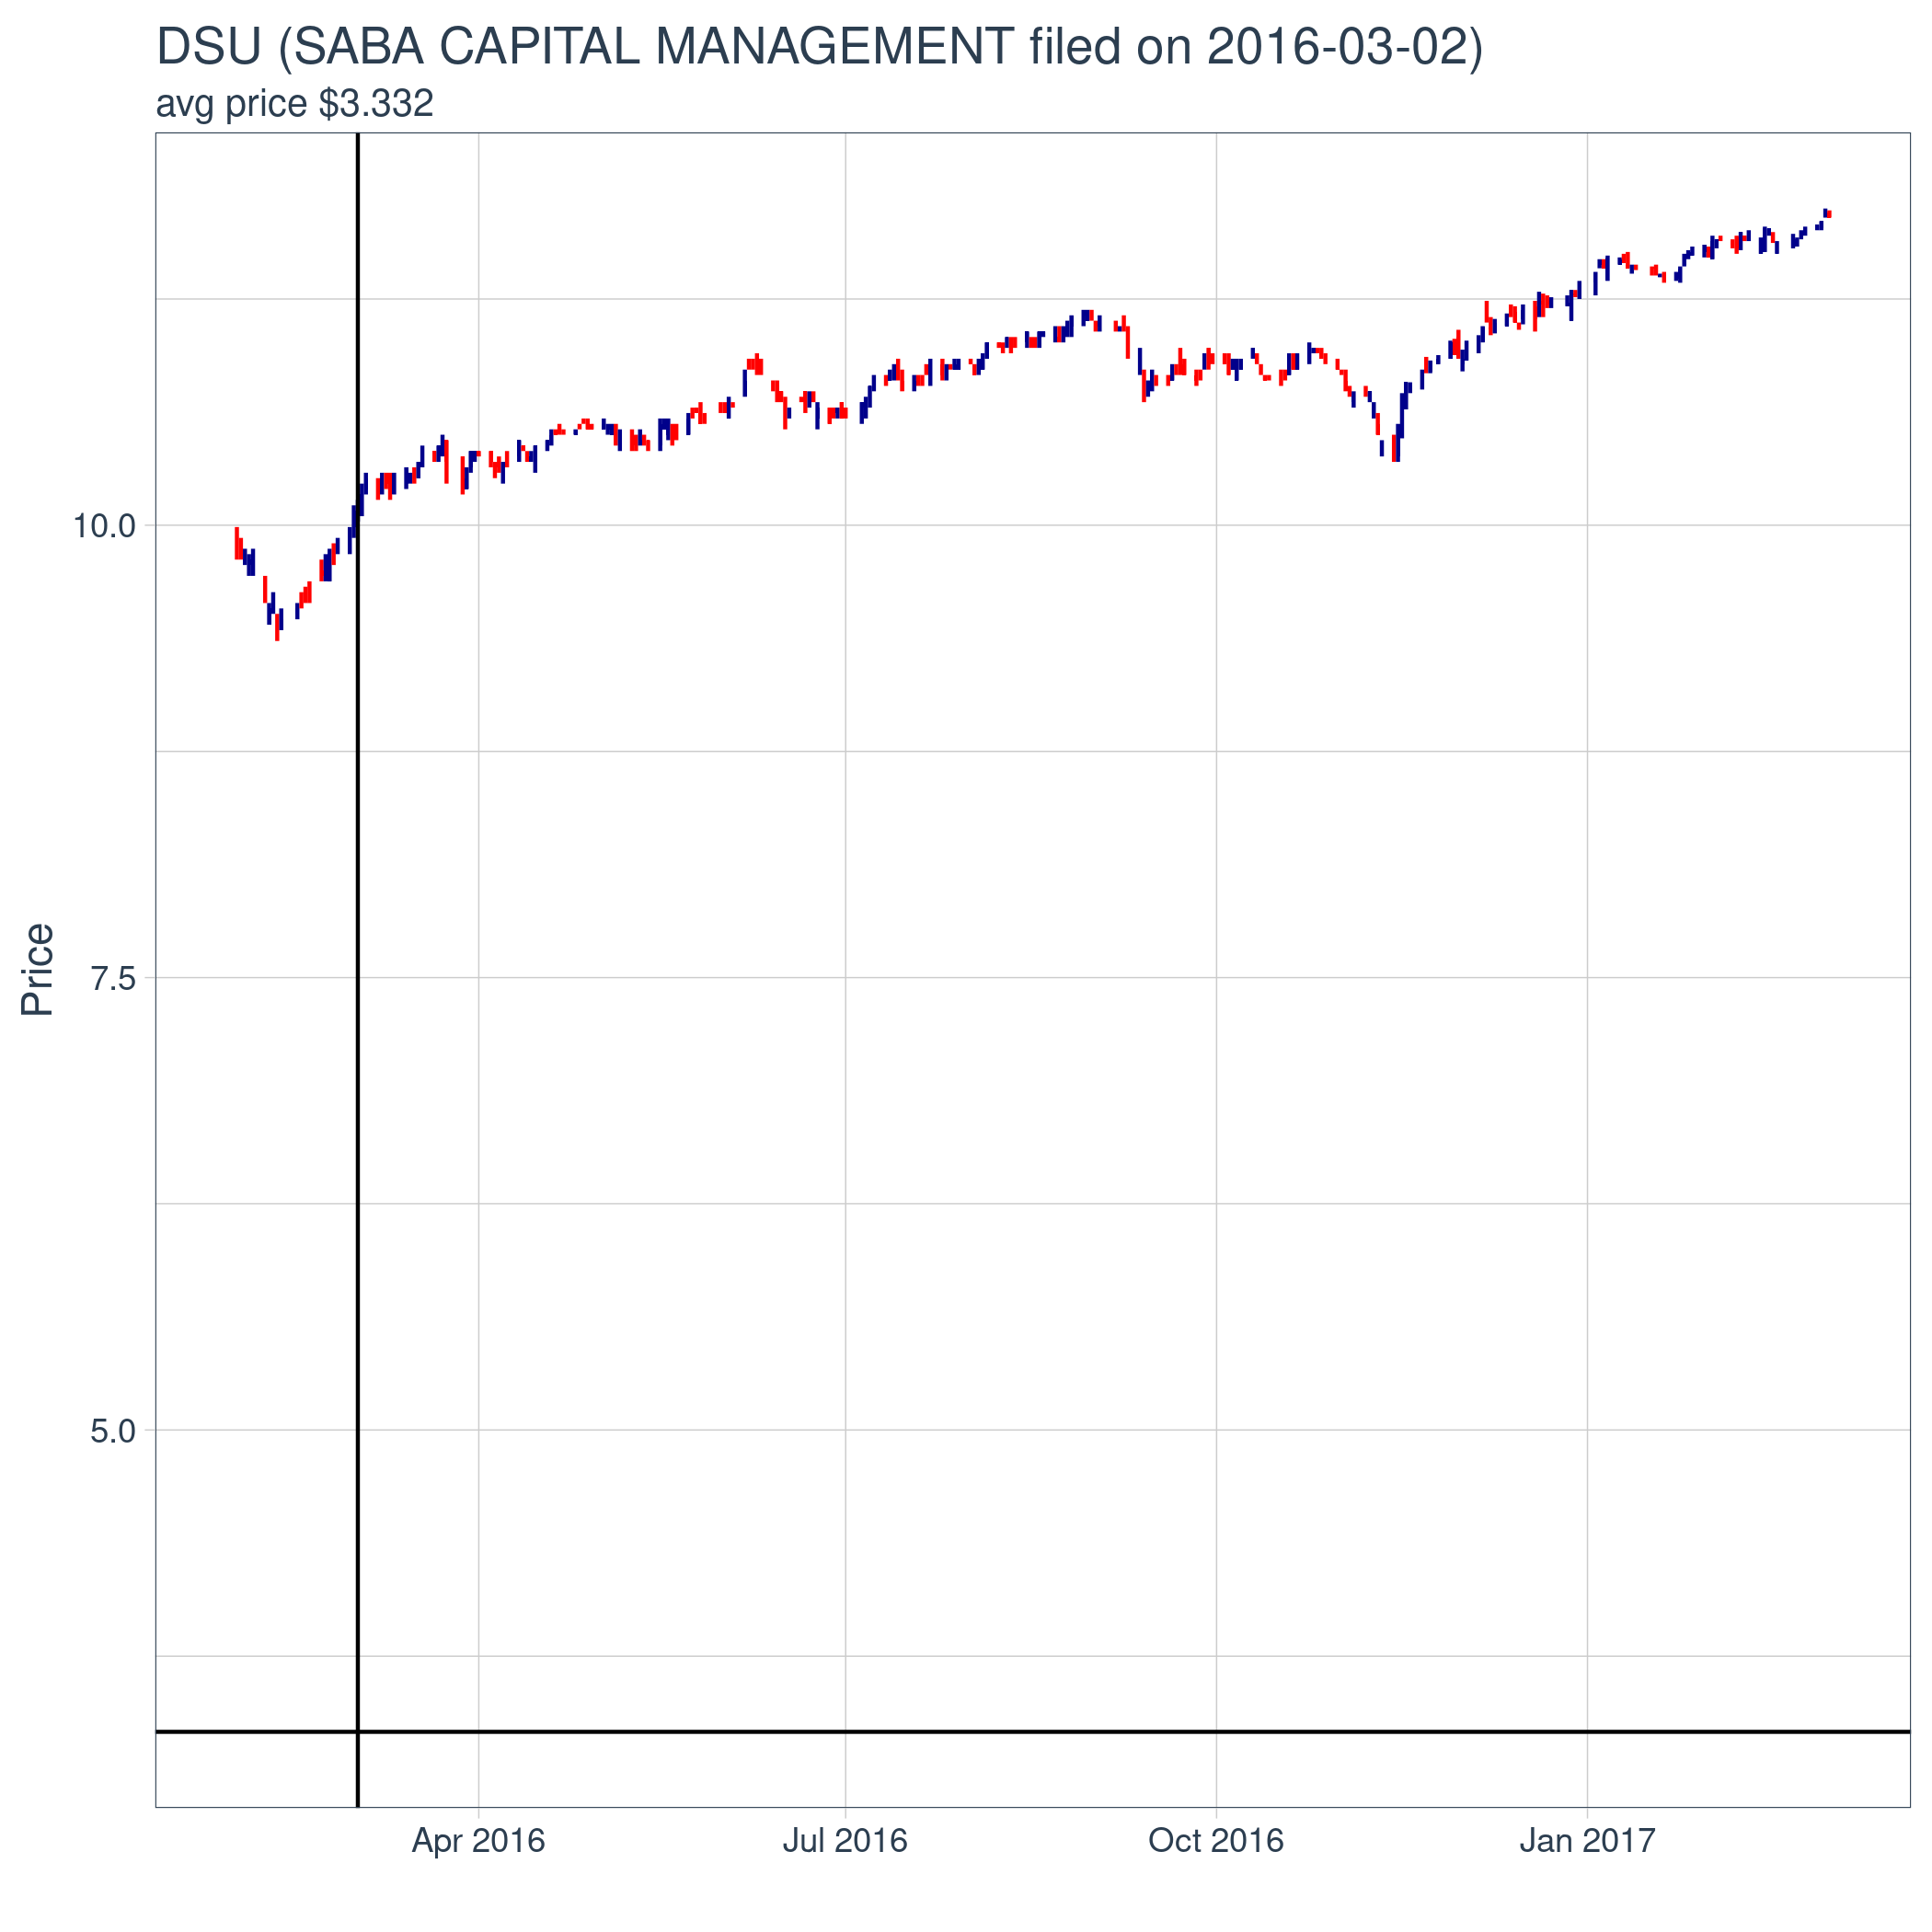 DSU (SABA CAPITAL MANAGEMENT filed on 2016-03-02)
avg price $3.332
Price
10.0
7.5
5.0
Apr 2016
Jul 2016
Oct 2016
Jan 2017